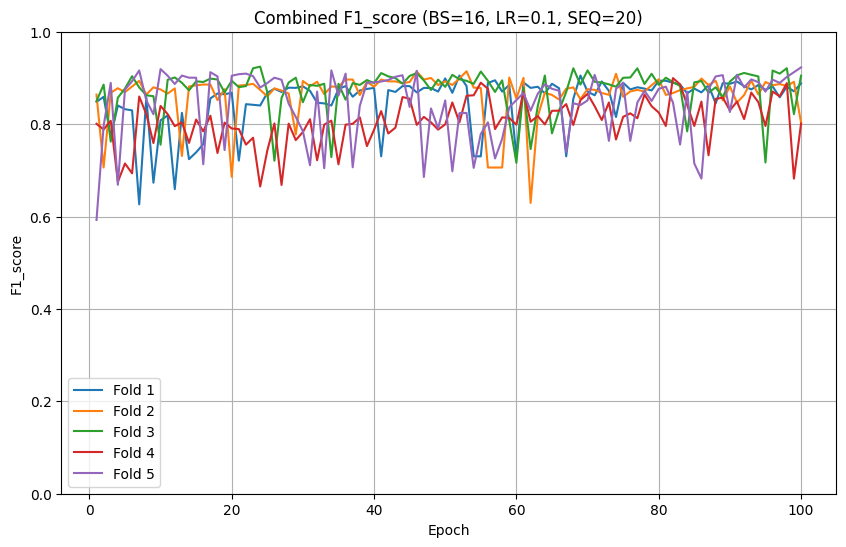 Combined F1_score (BS=16, LR=0.1, SEQ=20)
F1_score
1.0
0.8
0.6
0.4
0.2
0.0
Fold 1
Fold 2
Fold 3
Fold 4
Fold 5
0 20 40 60 80 100
Epoch